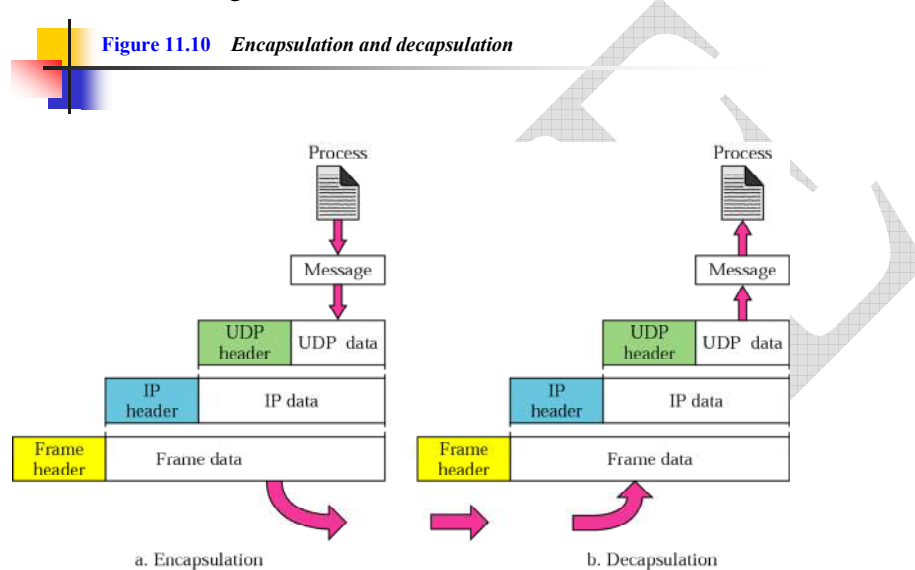 Figure 11.10 Encapsulation and decapsulation
Process
Message
UDP
header
UDP data
IP
header
IP data
Frame
header
Frame data
a. Encapsulation
Process
Message
UDP
header
UDP data
IP
header
IP data
Frame
header
Frame data
b. Decapsulation